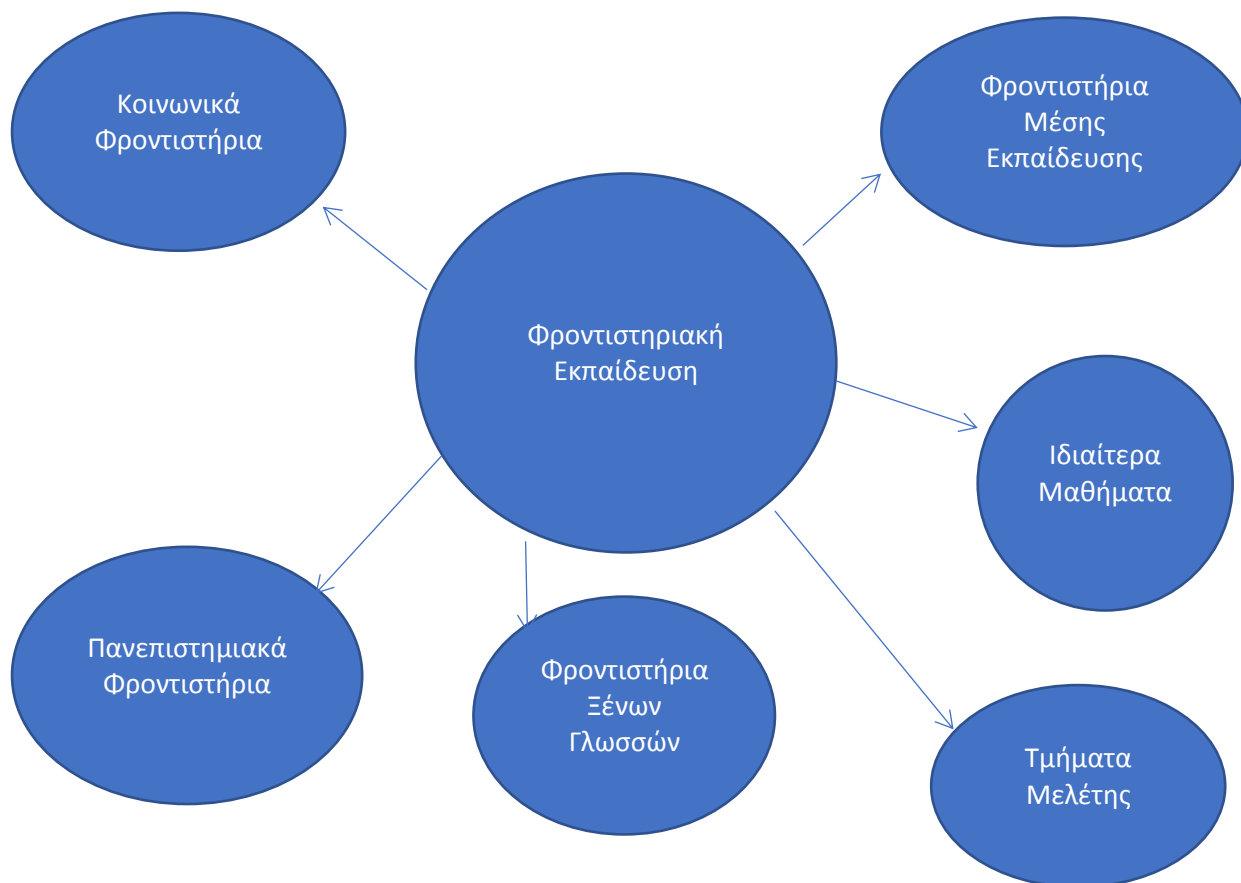 Κοινωνικά
Φροντιστήρια
Φροντιστήρια
Μέσης
Εκπαίδευσης
Φροντιστηριακή
Εκπαίδευση
Ιδιαίτερα
Μαθήματα
Πανεπιστημιακά
Φροντιστήρια
Φροντιστήρια
Ξένων
Γλωσσών
Τμήματα
Μελέτης